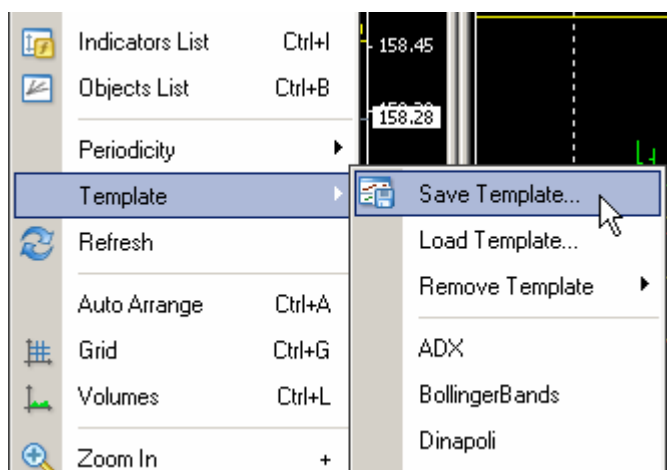 Indicators List Ctrl+I
Objects List Ctrl+B
Periodicity
Template
Refresh
Auto Arrange Ctrl+A
Grid Ctrl+G
Volumes Ctrl+L
Zoom In +
158.45
158.28
Save Template...
Load Template...
Remove Template
ADX
BollingerBands
Dinapoli